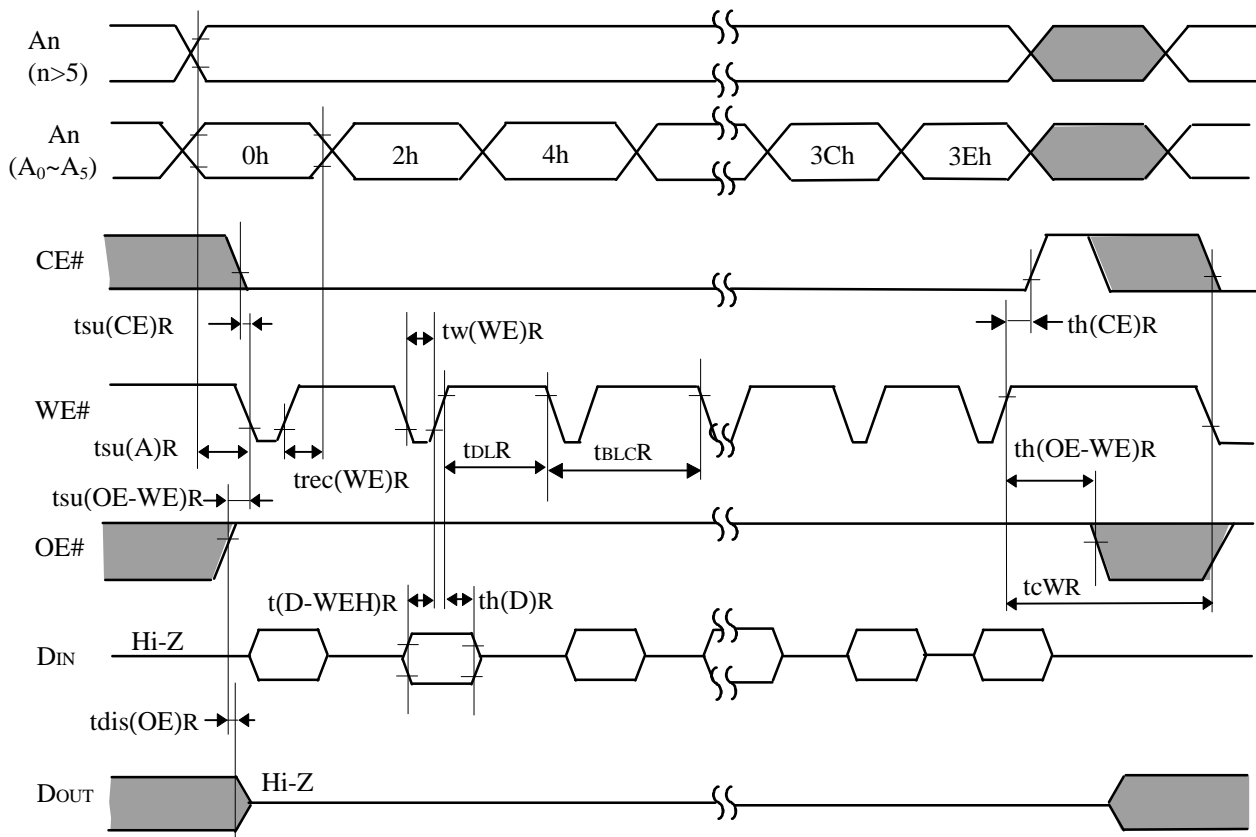 An
(n>5)
An
(A0~A5)
0h
2h
4h
3Ch
3Eh
CE#
tsu(CE)R
tw(WE)R
th(CE)R
WE#
tsu(A)R
trec(WE)R
tDLR
tBLCR
th(OE-WE)R
tsu(OE-WE)R
OE#
t(D-WEH)R
th(D)R
tcWR
DIN
Hi-Z
tdis(OE)R
DOUT
Hi-Z